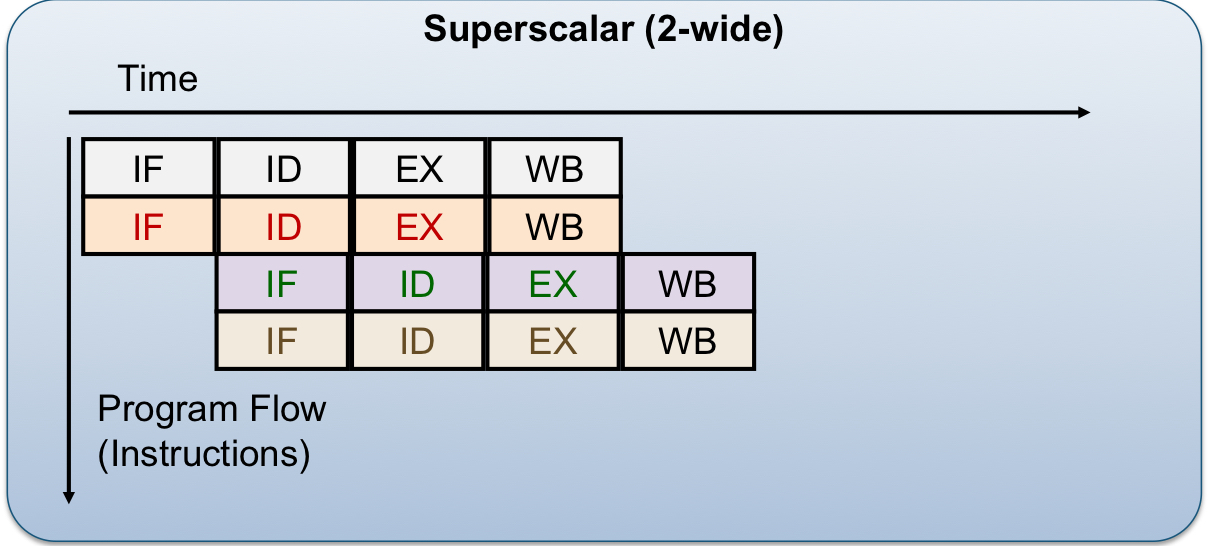 Superscalar (2-wide)
Time
IF ID EX WB
IF ID EX WB
IF ID EX WB
IF ID EX WB
Program Flow
(Instructions)